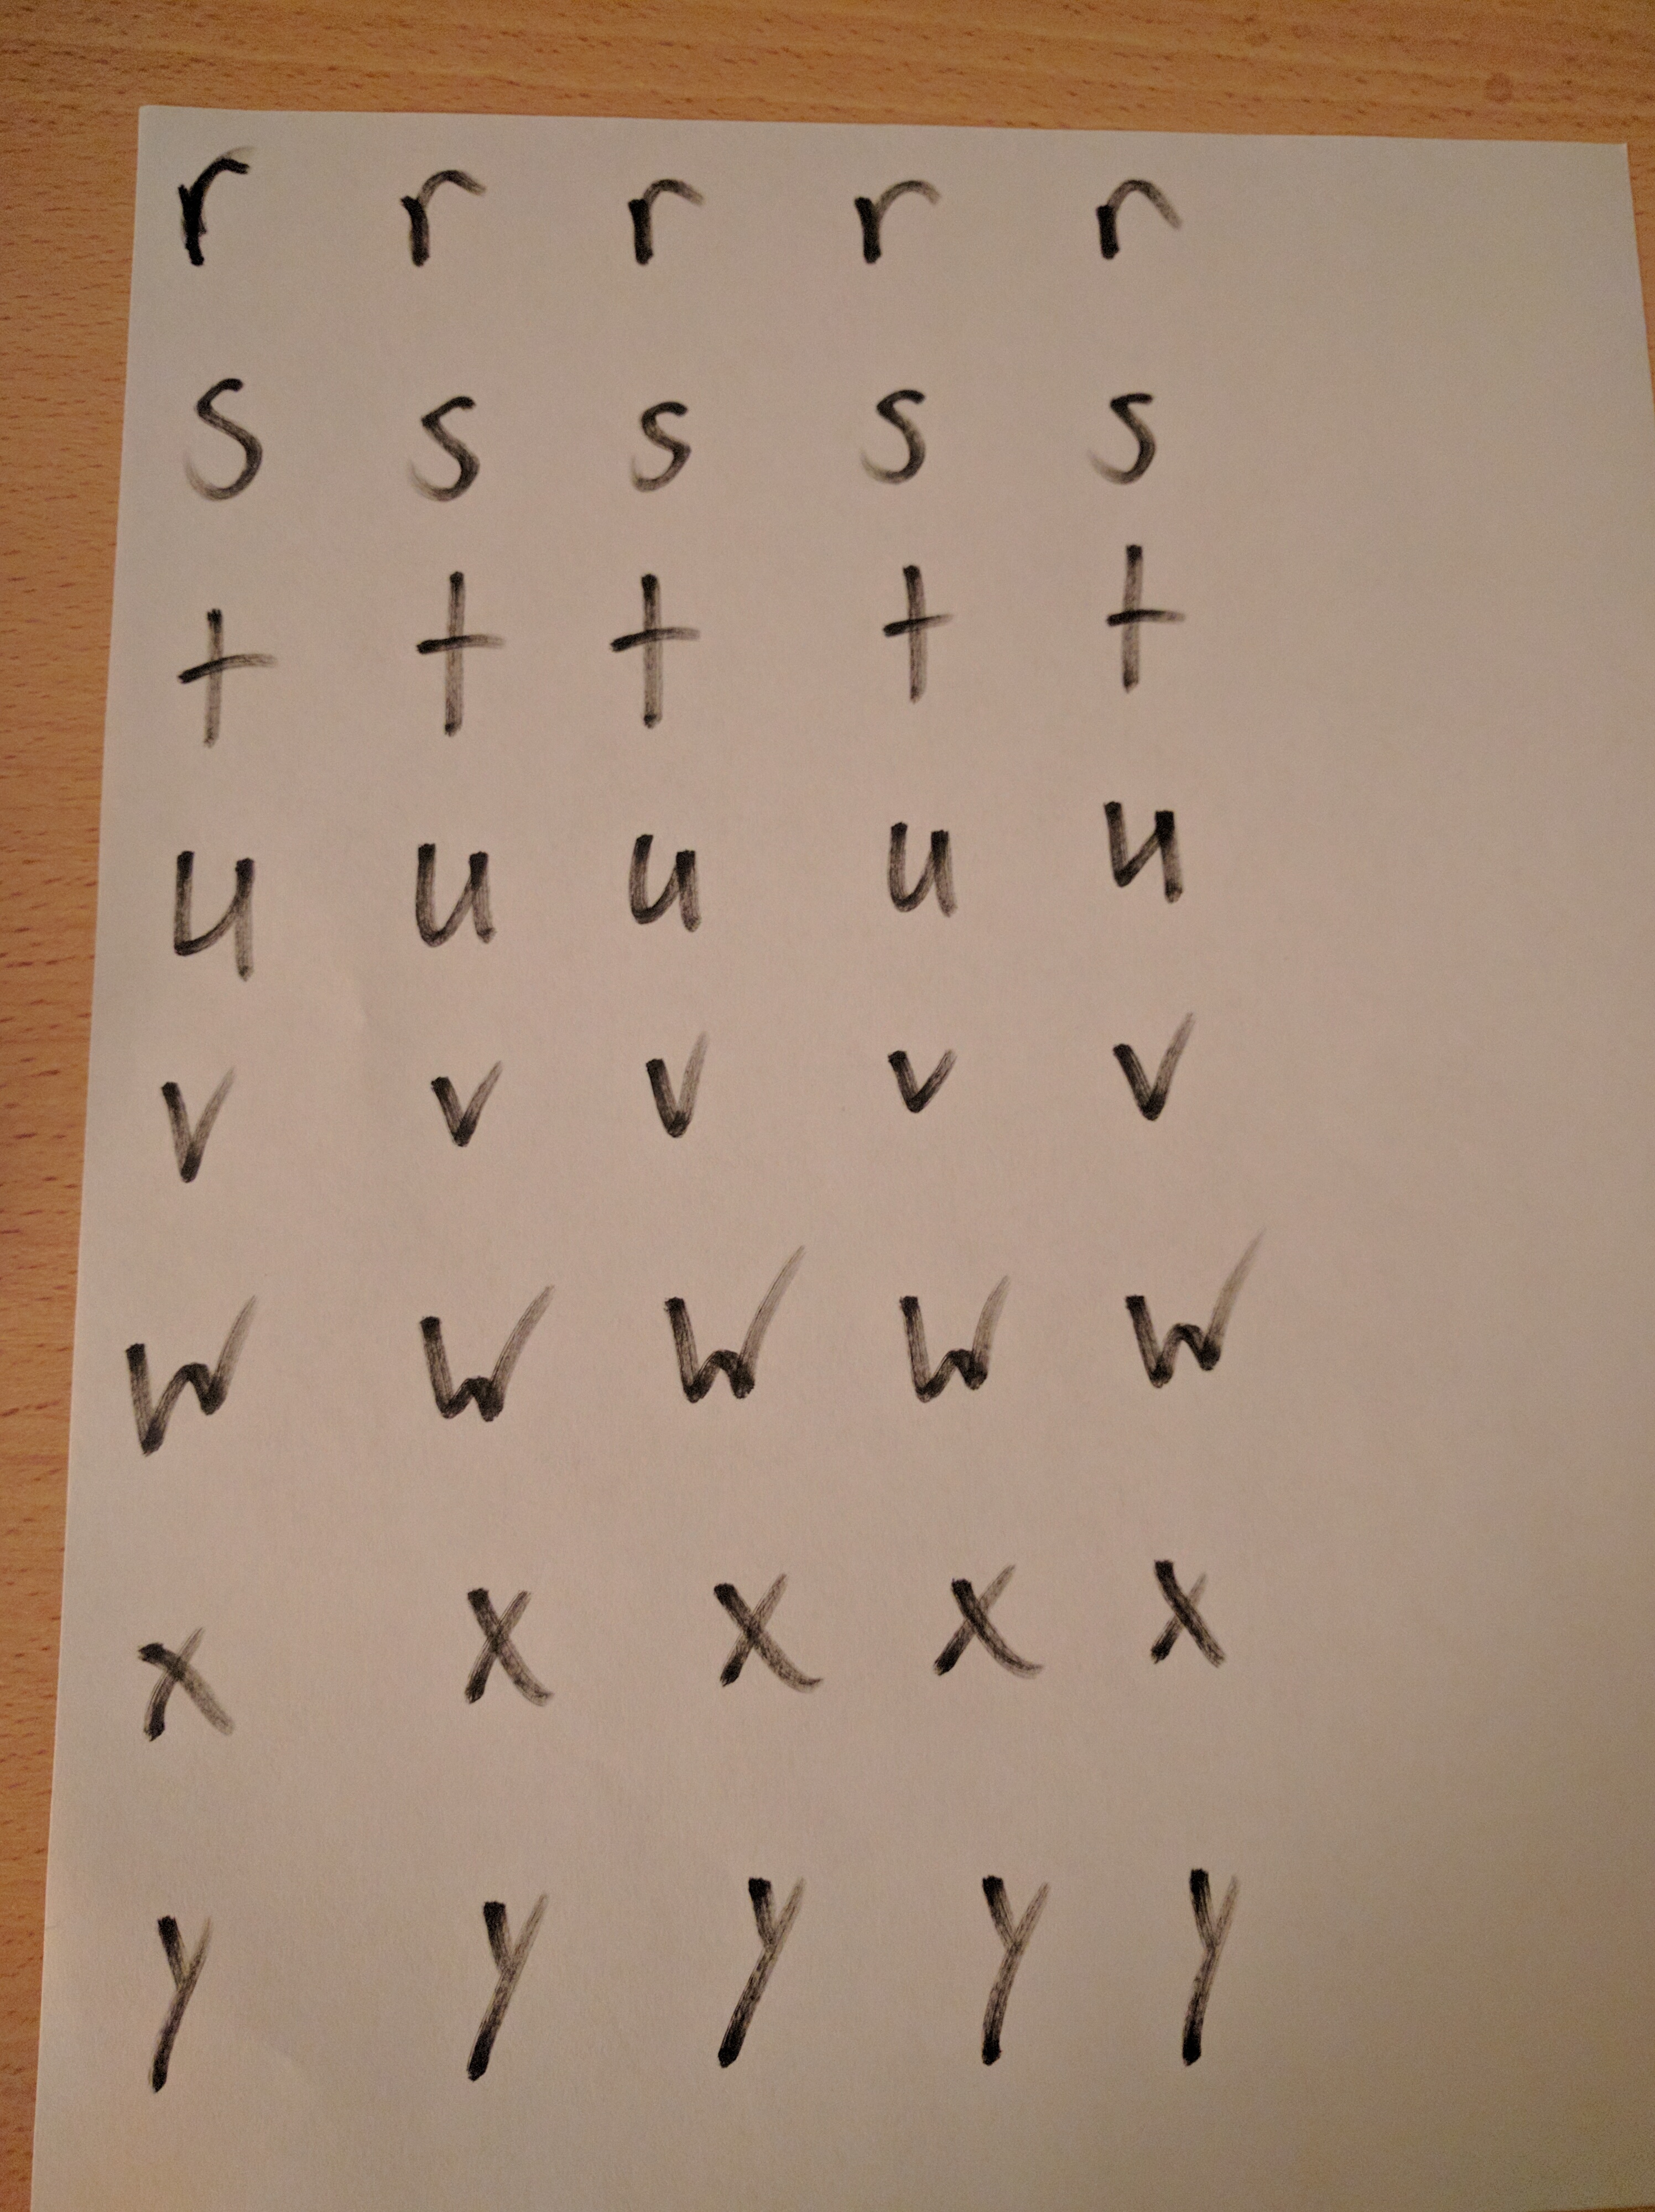 r r r r r
s s s s s
t t t t t
u u u u u
v v v v v
w w w w w
x x x x x
y y y y y